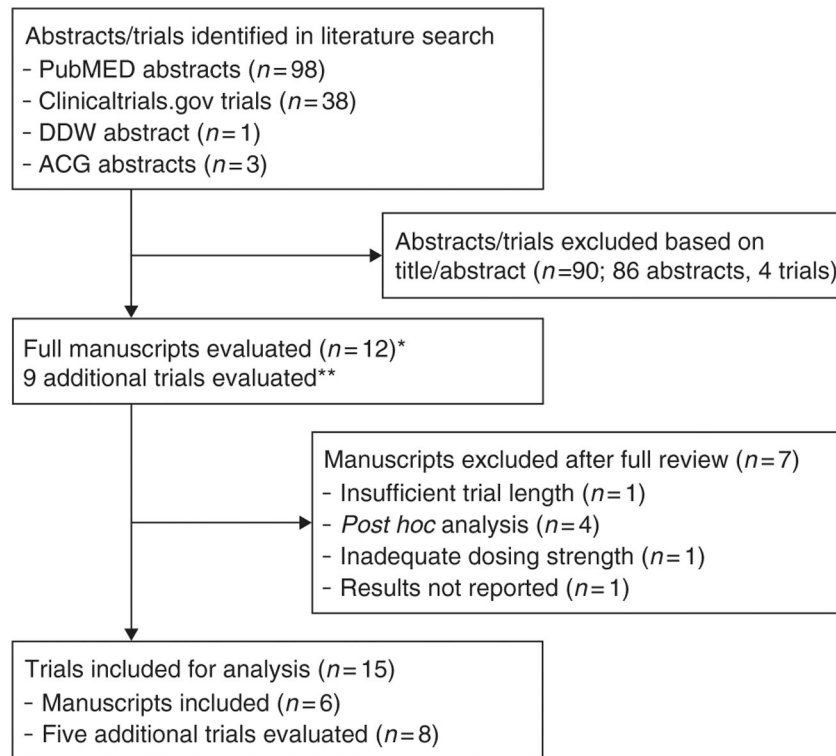 Abstracts/trials identified in literature search
- PubMED abstracts (n=98)
- Clinicaltrials.gov trials (n=38)
- DDW abstract (n=1)
- ACG abstracts (n=3)
Abstracts/trials excluded based on
title/abstract (n=90; 86 abstracts, 4 trials)
Full manuscripts evaluated (n=12)*
9 additional trials evaluated**
Manuscripts excluded after full review (n=7)
- Insufficient trial length (n=1)
- Post hoc analysis (n=4)
- Inadequate dosing strength (n=1)
- Results not reported (n=1)
Trials included for analysis (n=15)
- Manuscripts included (n=6)
- Five additional trials evaluated (n=8)